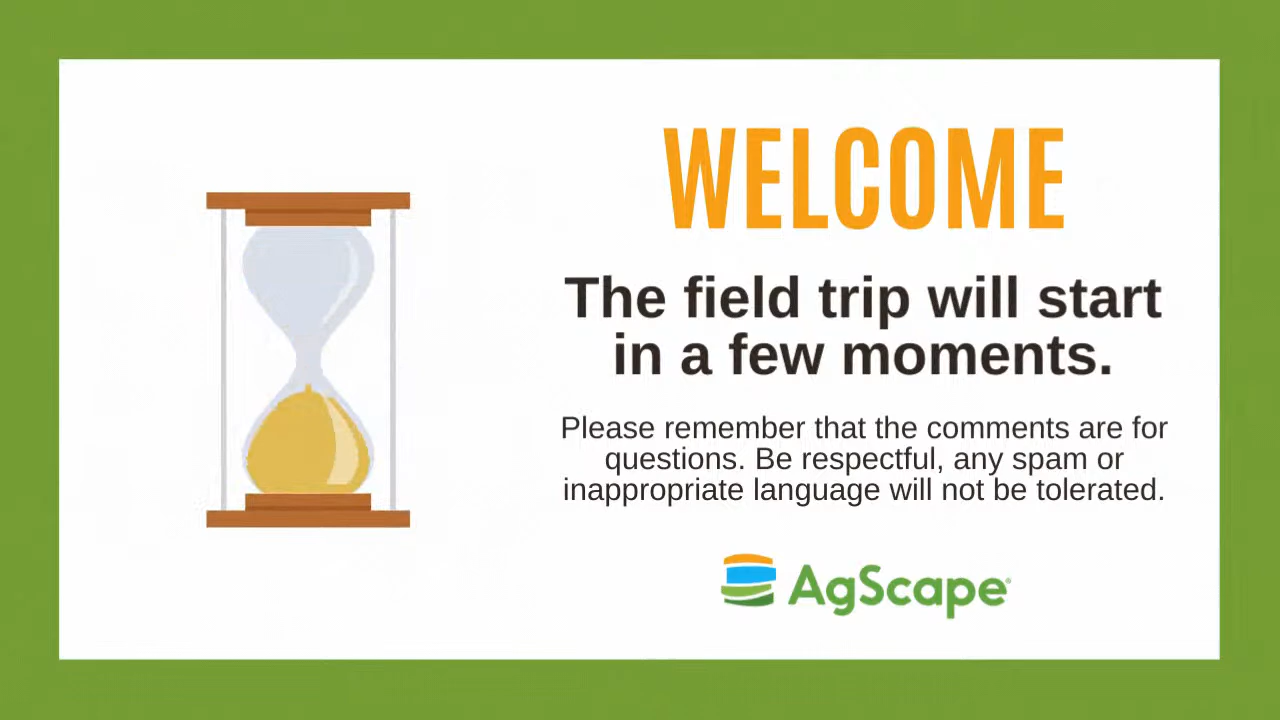 WELCOME
The field trip will start
in a few moments.
Please remember that the comments are for
questions. Be respectful, any spam or
inappropriate language will not be tolerated.
AgScape®